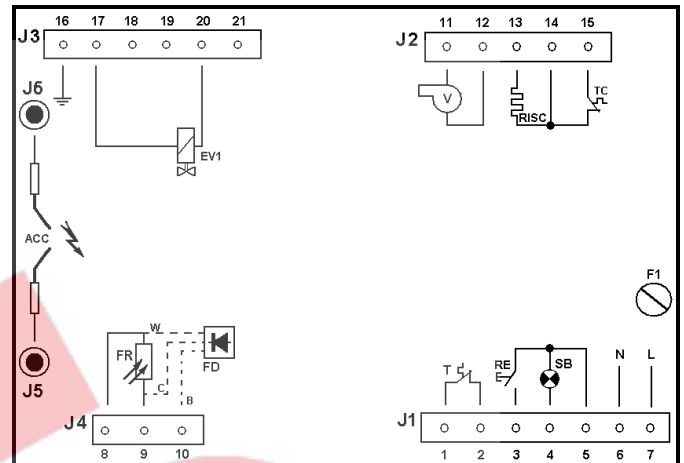 16 17 18 19 20 21
11 12 13 14 15
J3
J2
J6
V
RISC
TC
EV1
ACC
F1
W
FR
FD
C
B
T
RE
SB
N
L
J5
J4
J1
8 9 10
1 2 3 4 5 6 7